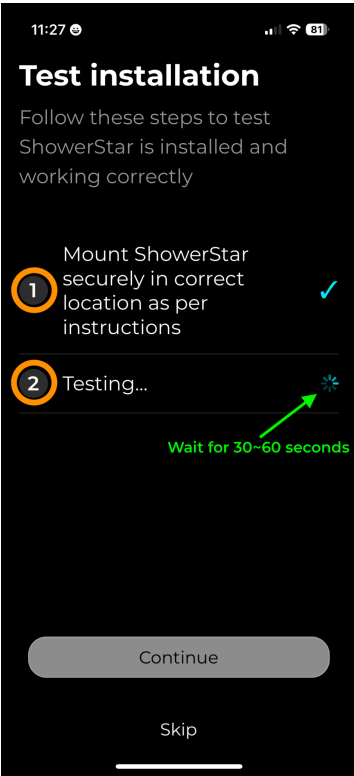 11:27
81
Test installation
Follow these steps to test
ShowerStar is installed and
working correctly
1
Mount ShowerStar
securely in correct
location as per
instructions
2
Testing...
Wait for 30~60 seconds
Continue
Skip